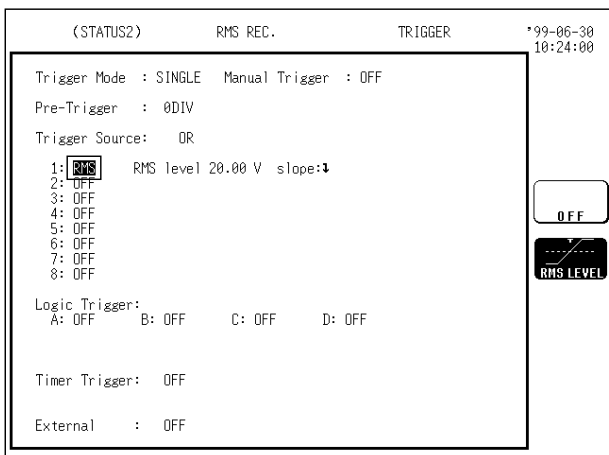 (STATUS2) RMS REC. TRIGGER '99-06-30
10:24:00
Trigger Mode : SINGLE Manual Trigger : OFF
Pre-Trigger : 0DIV
Trigger Source: OR
1: RMS RMS level 20.00 V slope:↓
2: OFF
3: OFF
4: OFF
5: OFF
6: OFF
7: OFF
8: OFF
OFF
RMS LEVEL
Logic Trigger:
A: OFF B: OFF C: OFF D: OFF
Timer Trigger: OFF
External : OFF